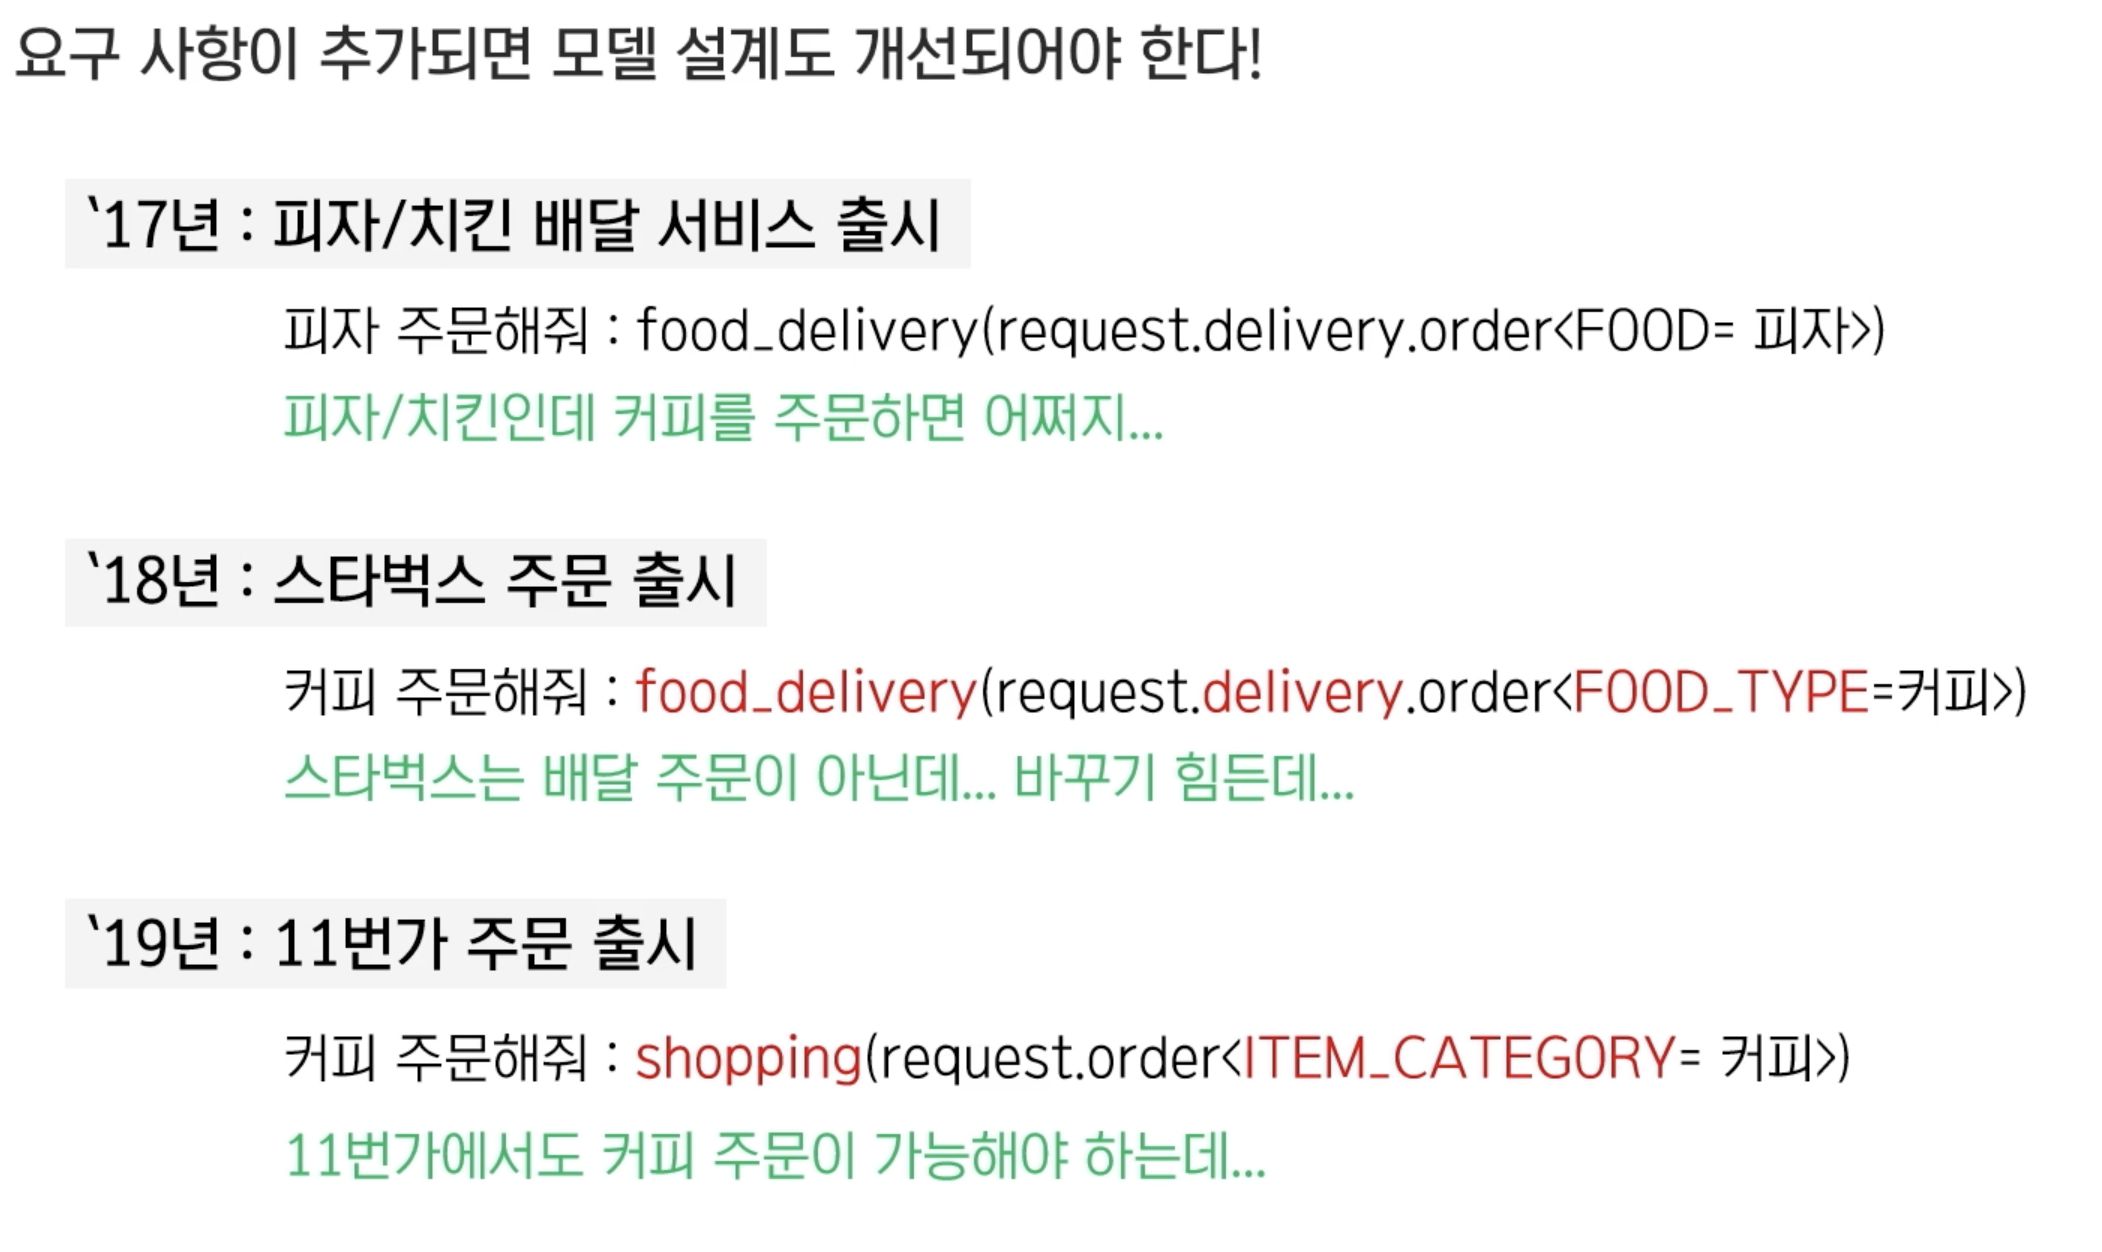 요구 사항이 추가되면 모델 설계도 개선되어야 한다!
`17년 : 피자/치킨 배달 서비스 출시
피자 주문해줘 : food_delivery(request.delivery.order<FOOD= 피자>)
피자/치킨인데 커피를 주문하면 어쩌지...
`18년 : 스타벅스 주문 출시
커피 주문해줘 : food_delivery(request.delivery.order<FOOD_TYPE=커피>)
스타벅스는 배달 주문이 아닌데... 바꾸기 힘든데...
`19년 : 11번가 주문 출시
커피 주문해줘 : shopping(request.order<ITEM_CATEGORY= 커피>)
11번가에서도 커피 주문이 가능해야 하는데...